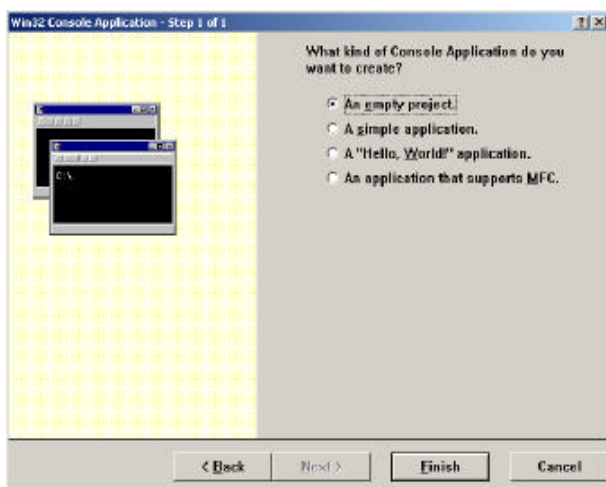 Win32 Console Application - Step 1 of 1
What kind of Console Application do you
want to create?
An empty project.
A simple application.
A "Hello, World!" application.
An application that supports MFC.
C:\
< Back
Next >
Finish
Cancel